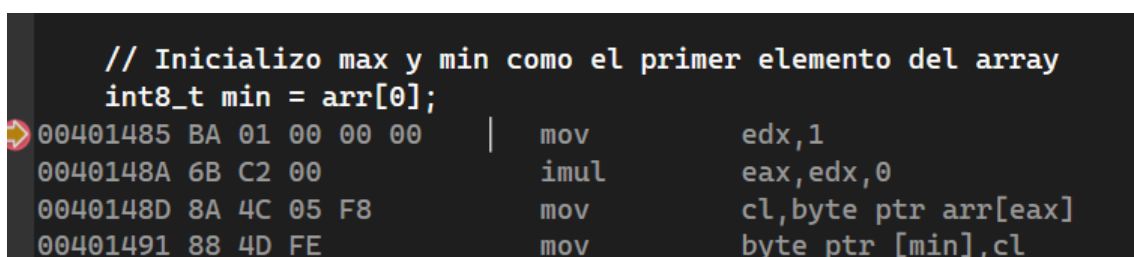 // Inicializo max y min como el primer elemento del array
int8_t min = arr[0];
00401485 BA 01 00 00 00 mov edx,1
0040148A 6B C2 00 imul eax,edx,0
0040148D 8A 4C 05 F8 mov cl,byte ptr arr[eax]
00401491 88 4D FE mov byte ptr [min],cl